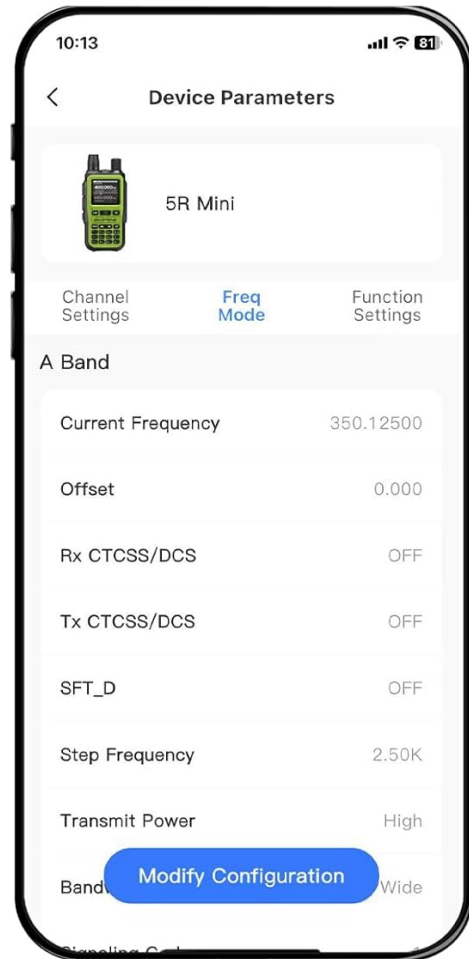 10:13
81
Device Parameters
5R Mini
Channel
Settings
Freq
Mode
Function
Settings
A Band
Current Frequency 350.12500
Offset 0.000
Rx CTCSS/DCS OFF
Tx CTCSS/DCS OFF
SFT_D OFF
Step Frequency 2.50K
Transmit Power High
Modify Configuration
Wide